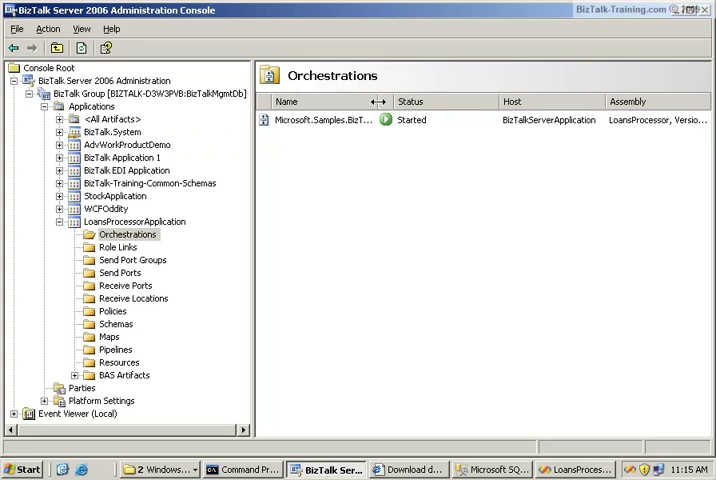 BizTalk Server 2006 Administration Console
BizTalk-Training.com
File Action View Help
Console Root
BizTalk Server 2006 Administration
BizTalk Group [BIZTALK-D3W3PVB:BizTalkMgmtDb]
Applications
<All Artifacts>
BizTalk.System
AdvWorkProductDemo
BizTalk Application 1
BizTalk EDI Application
BizTalk-Training-Common-Schemas
StockApplication
WCFOddity
LoansProcessorApplication
Orchestrations
Role Links
Send Port Groups
Send Ports
Receive Ports
Receive Locations
Policies
Schemas
Maps
Pipelines
Resources
BAS Artifacts
Parties
Platform Settings
Event Viewer (Local)
Orchestrations
Name Status Host Assembly
Microsoft.Samples.BizT... Started BizTalkServerApplication LoansProcessor, Versio...
Start 2 Windows... Command Pr... BizTalk Ser... Download d... Microsoft SQ... LoansProces... 11:15 AM